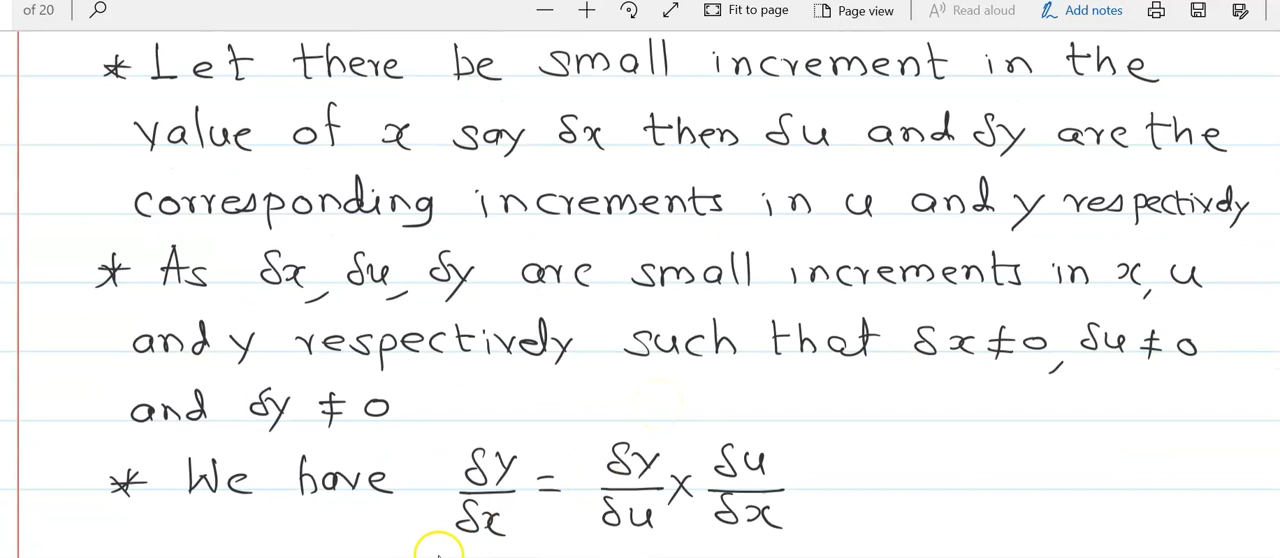 of 20 Fit to page Page view Read aloud Add notes
* Let there be small increment in the
value of x say δx then δu and δy are the
corresponding increments in u and y respectively
* As δx, δu, δy are small increments in x, u
and y respectively such that δx ≠ 0, δu ≠ 0
and δy ≠ 0
* We have δy/δx = δy/δu × δu/δx